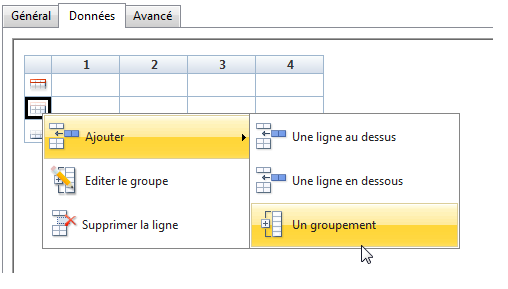 Général Données Avancé
1 2 3 4
Ajouter Une ligne au dessus
Editer le groupe Une ligne en dessous
Supprimer la ligne Un groupement